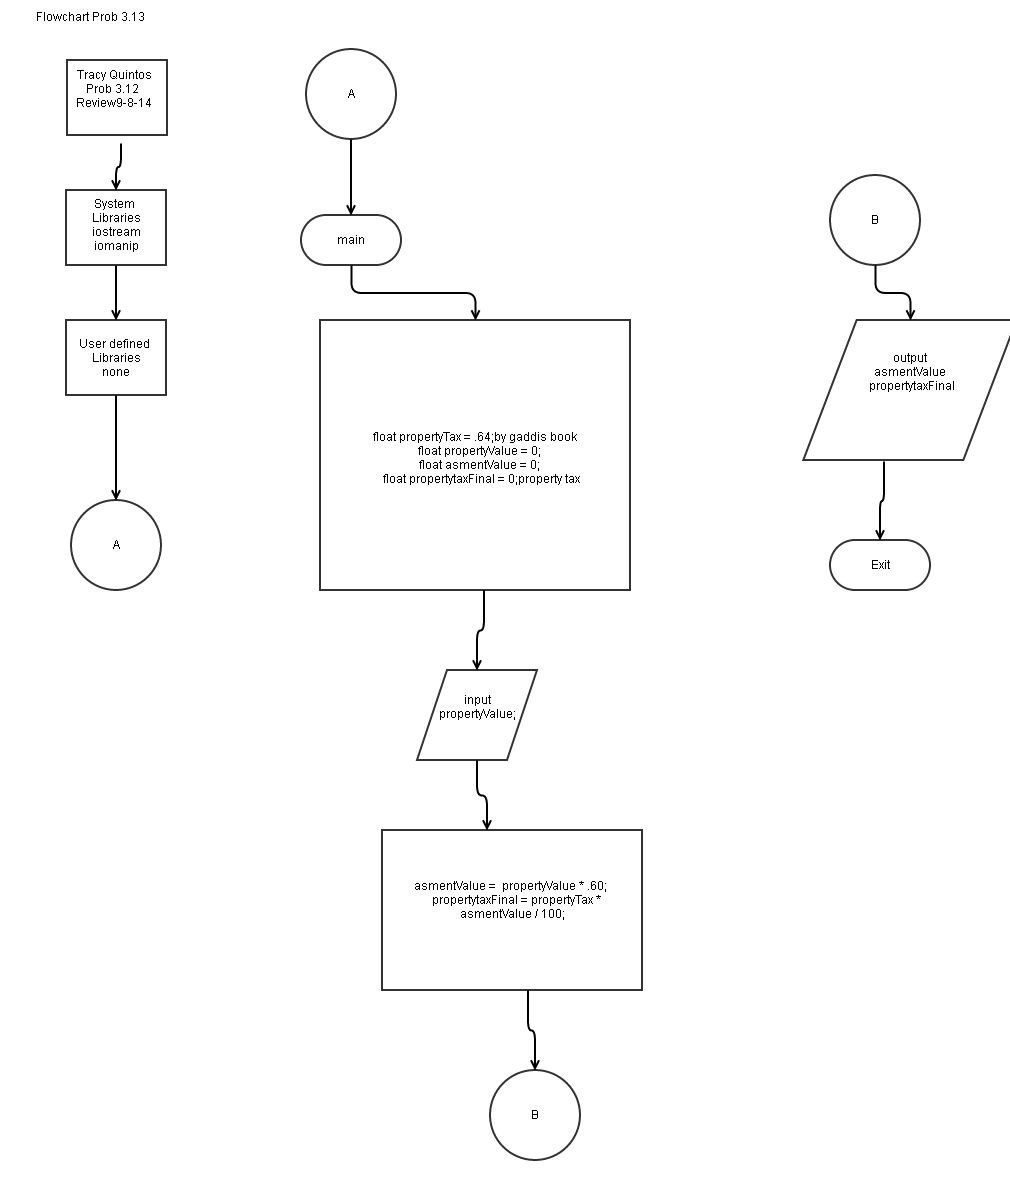 Flowchart Prob 3.13
Tracy Quintos
Prob 3.12
Review9-8-14
System
Libraries
iostream
iomanip
User defined
Libraries
none
A
A
main
float propertyTax = .64;by gaddis book
float propertyValue = 0;
float asmentValue = 0;
float propertytaxFinal = 0;property tax
input
propertyValue;
asmentValue = propertyValue * .60;
propertytaxFinal = propertyTax *
asmentValue / 100;
B
B
output
asmentValue
propertytaxFinal
Exit